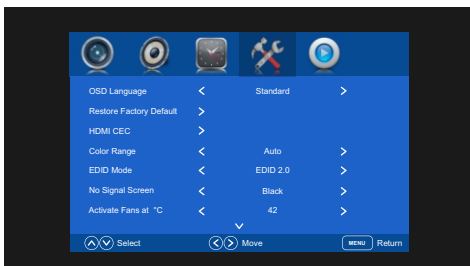 OSD Language Standard
Restore Factory Default
HDMI CEC
Color Range Auto
EDID Mode EDID 2.0
No Signal Screen Black
Activate Fans at °C 42
Select Move MENU Return